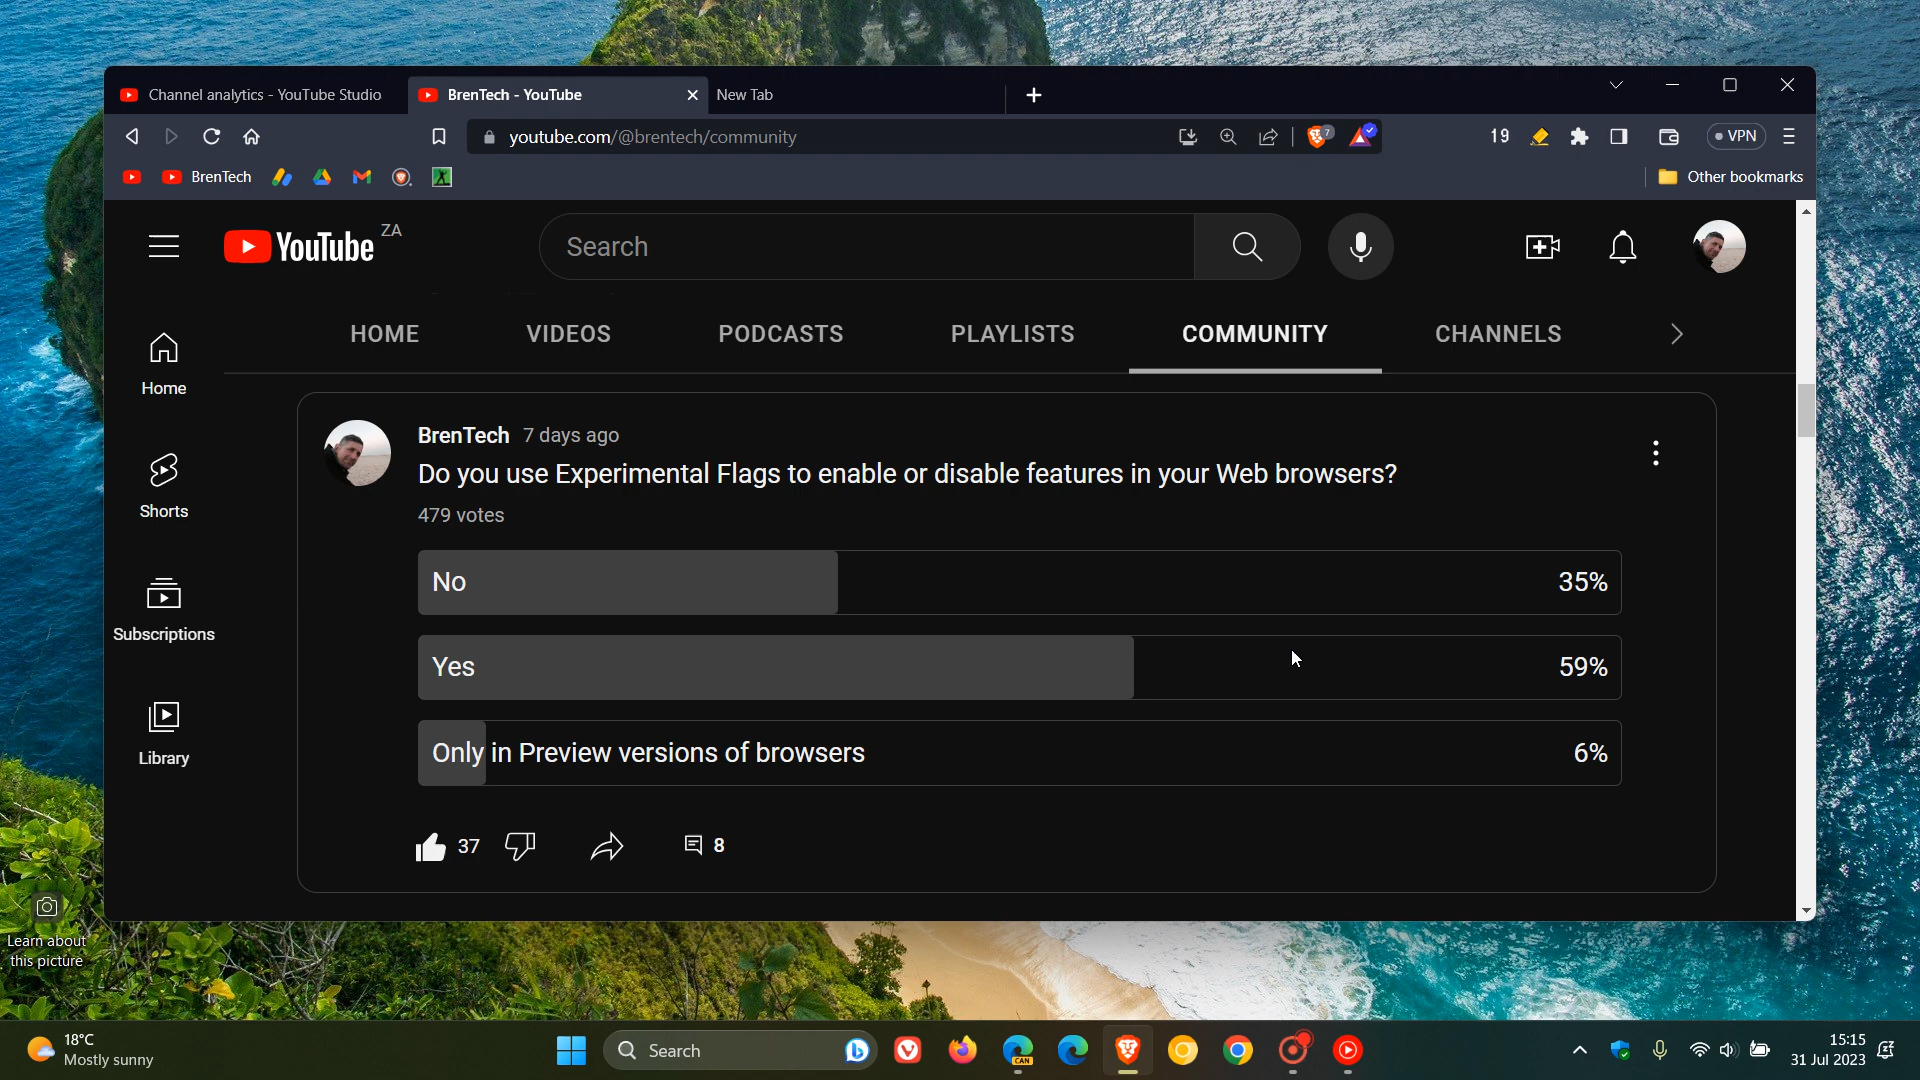 Channel analytics - YouTube Studio
BrenTech - YouTube
New Tab
youtube.com/@brentech/community
7
19
VPN
BrenTech
Other bookmarks
YouTube ZA
Search
HOME
VIDEOS
PODCASTS
PLAYLISTS
COMMUNITY
CHANNELS
Home
Shorts
Subscriptions
Library
BrenTech 7 days ago
Do you use Experimental Flags to enable or disable features in your Web browsers?
479 votes
No 35%
Yes 59%
Only in Preview versions of browsers 6%
37
8
Learn about
this picture
18°C
Mostly sunny
Search
CAN
15:15
31 Jul 2023